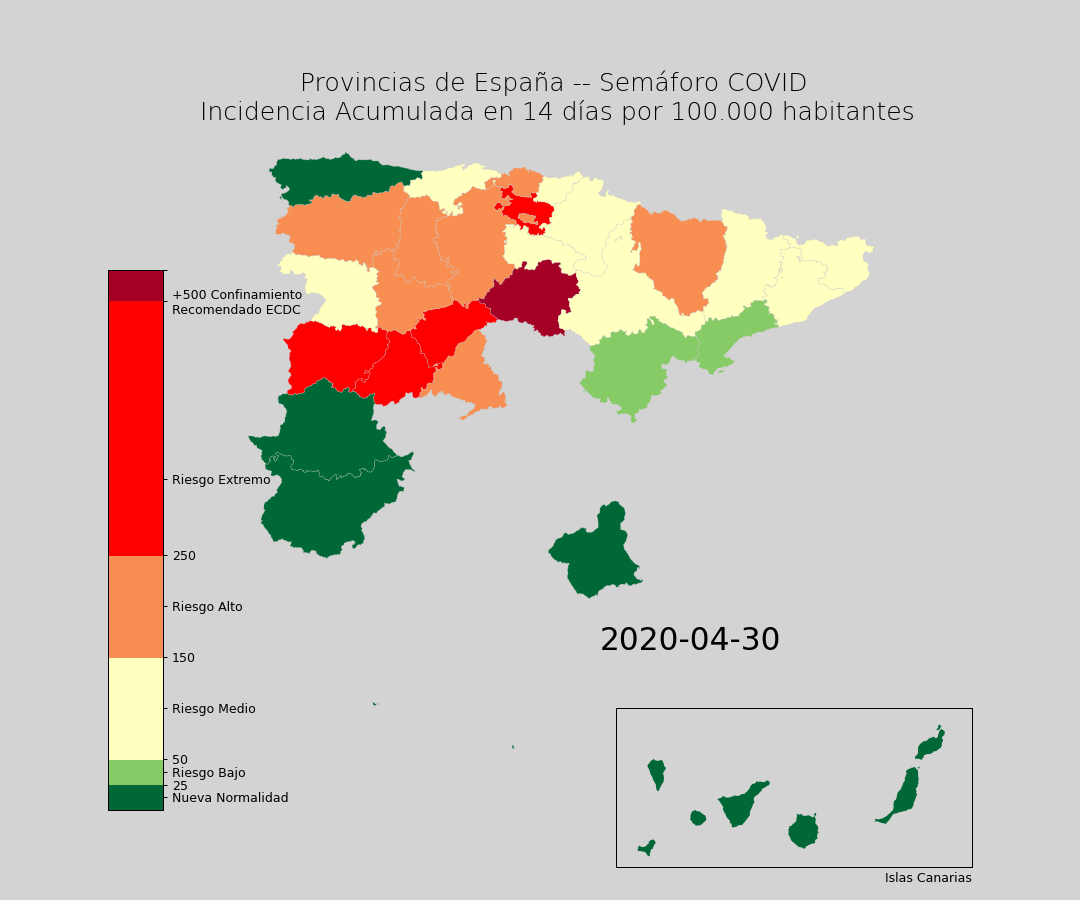 Provincias de España -- Semáforo COVID
Incidencia Acumulada en 14 días por 100.000 habitantes
+500 Confinamiento
Recomendado ECDC
Riesgo Extremo
250
Riesgo Alto
150
Riesgo Medio
50
Riesgo Bajo
25
Nueva Normalidad
2020-04-30
Islas Canarias